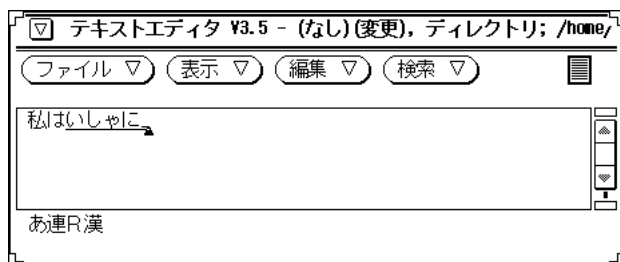 テキストエディタ V3.5 - (なし)(変更), ディレクトリ; /home/
ファイル ▽ 表示 ▽ 編集 ▽ 検索 ▽
私はいしゃに
あ連R漢